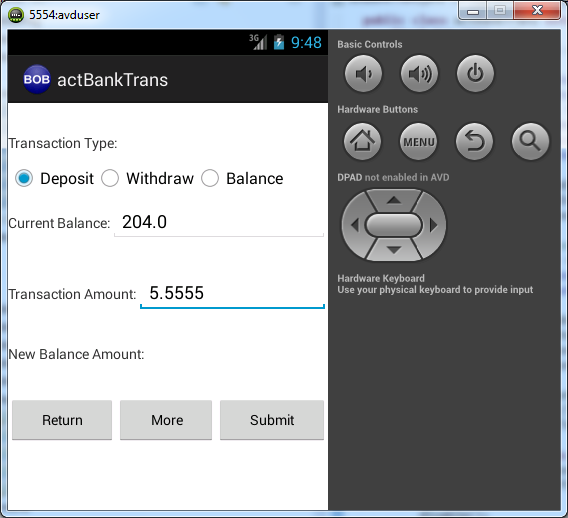 5554:avduser
public class
3G 9:48
BOB actBankTrans
Transaction Type:
Deposit Withdraw Balance
Current Balance: 204.0
Transaction Amount: 5.5555
New Balance Amount:
Return More Submit
Basic Controls
Hardware Buttons
MENU
DPAD not enabled in AVD
Hardware Keyboard
Use your physical keyboard to provide input